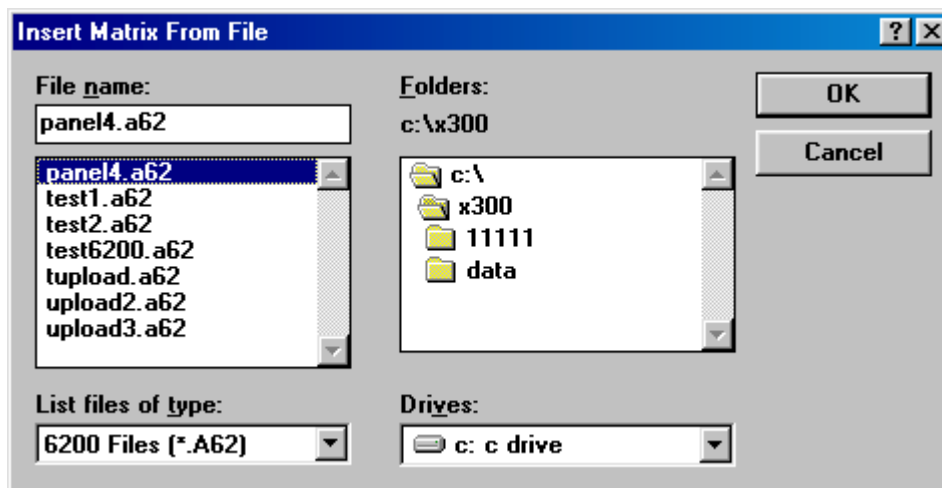 Insert Matrix From File
File name:
panel4.a62
panel4.a62
test1.a62
test2.a62
test6200.a62
tupload.a62
upload2.a62
upload3.a62
List files of type:
6200 Files (*.A62)
Folders:
c:\x300
c:\
x300
11111
data
Drives:
c: c drive
OK
Cancel